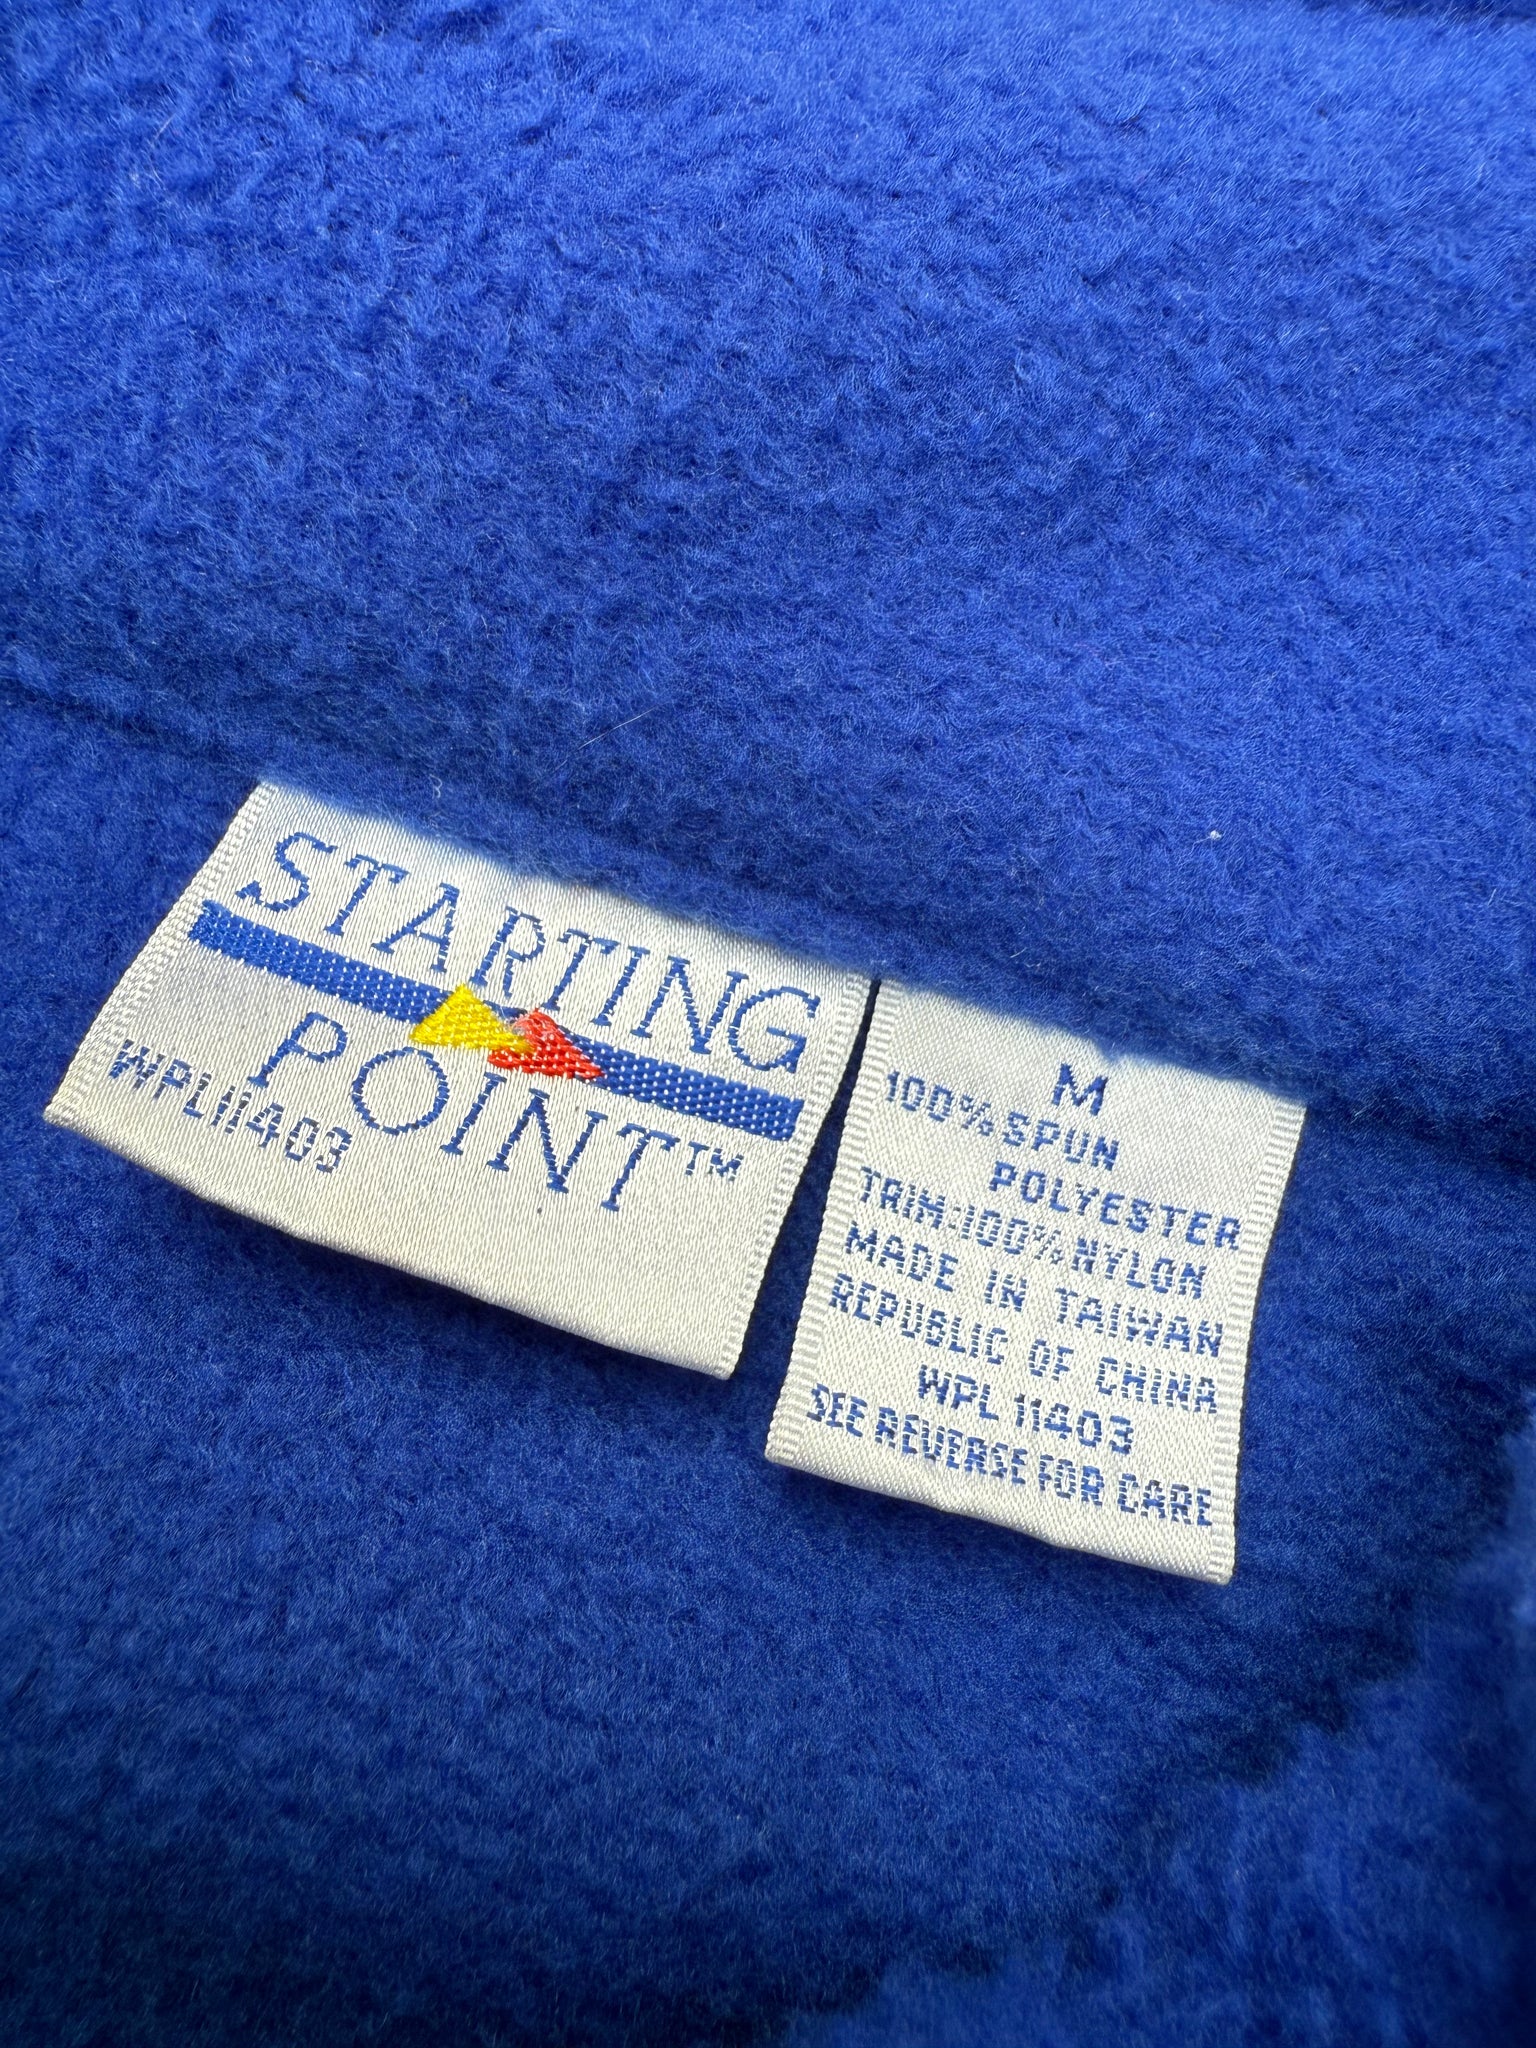 STARTING
POINT™
WPL11403
M
100% SPUN
POLYESTER
TRIM:100% NYLON
MADE IN TAIWAN
REPUBLIC OF CHINA
WPL 11403
SEE REVERSE FOR CARE